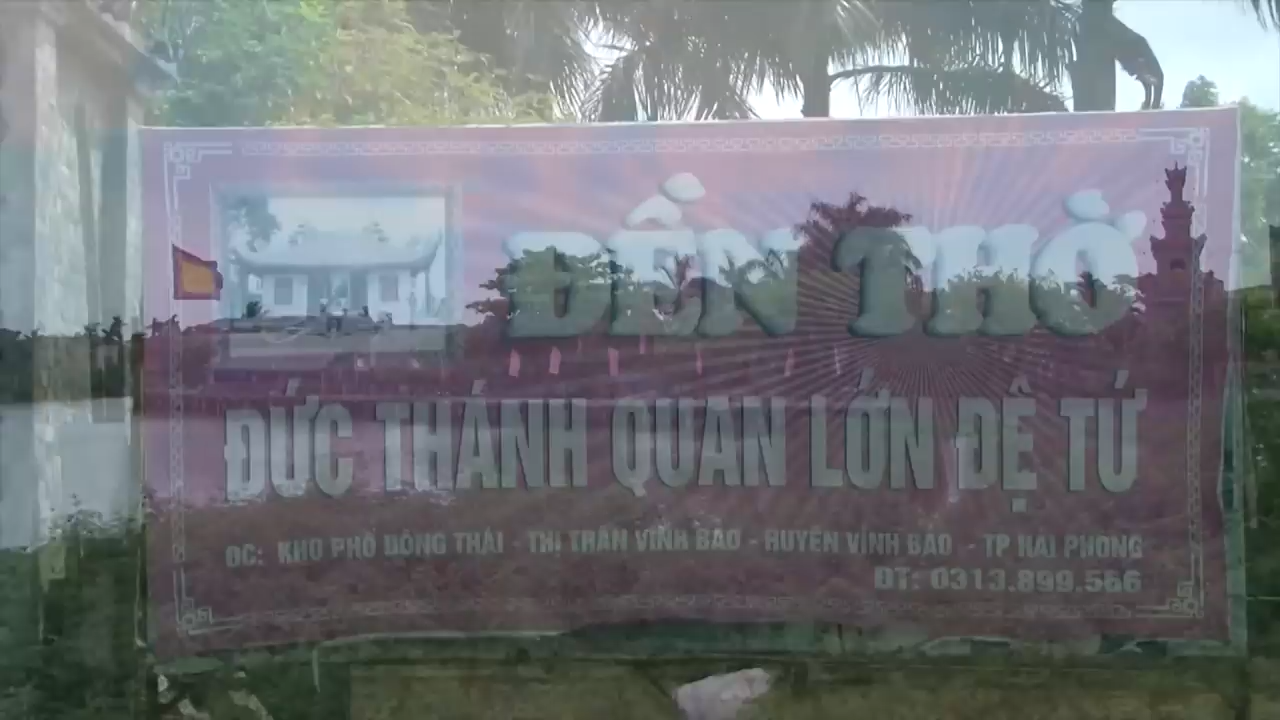 ĐỀN THỜ
ĐỨC THÁNH QUAN LỚN ĐỆ TỨ
ĐC: KHU PHỐ ĐÔNG THÁI - THỊ TRẤN VĨNH BẢO - HUYỆN VĨNH BẢO - TP HẢI PHÒNG
ĐT: 0313.899.566